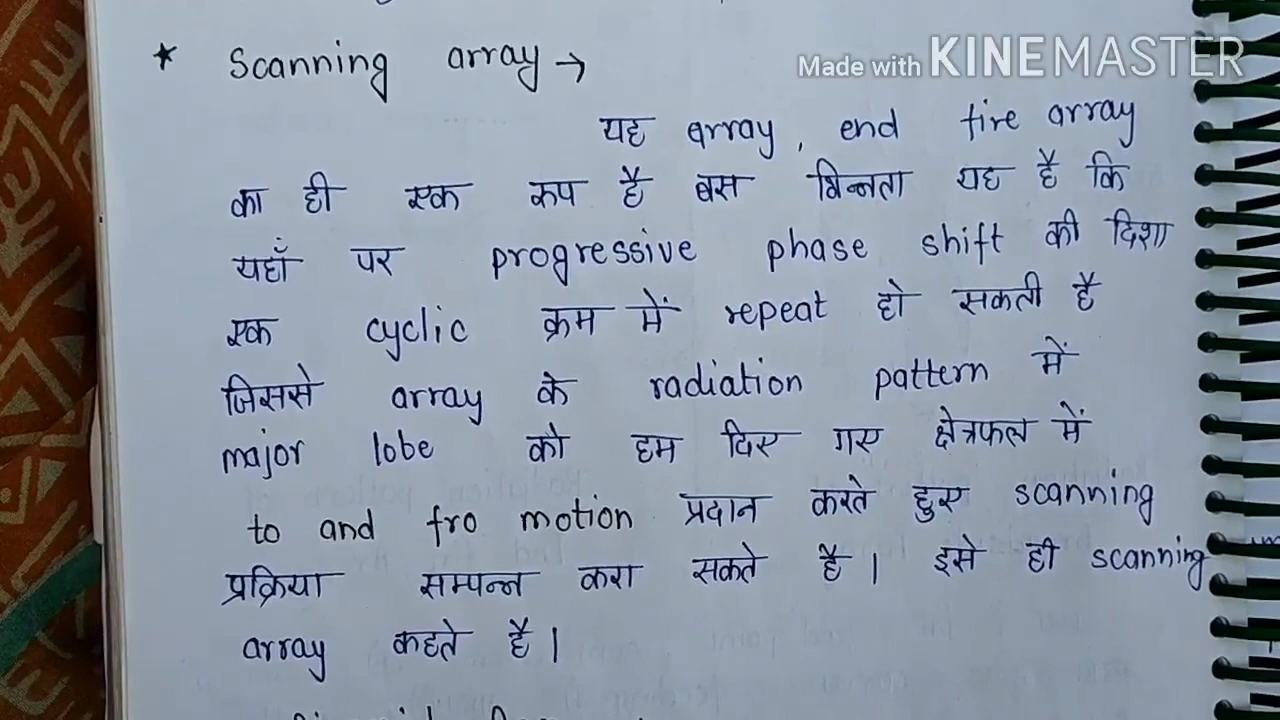 Made with KINEMASTER
* Scanning array →
यह array, end fire array
का ही एक रूप है बस भिन्नता यह है कि
यहाँ पर progressive phase shift की दिशा
एक cyclic क्रम में repeat हो सकती है
जिससे array के radiation pattern में
major lobe को हम दिए गए क्षेत्रफल में
to and fro motion प्रदान करते हुए scanning
प्रक्रिया सम्पन्न करा सकते है। इसे ही scanning
array कहते है।